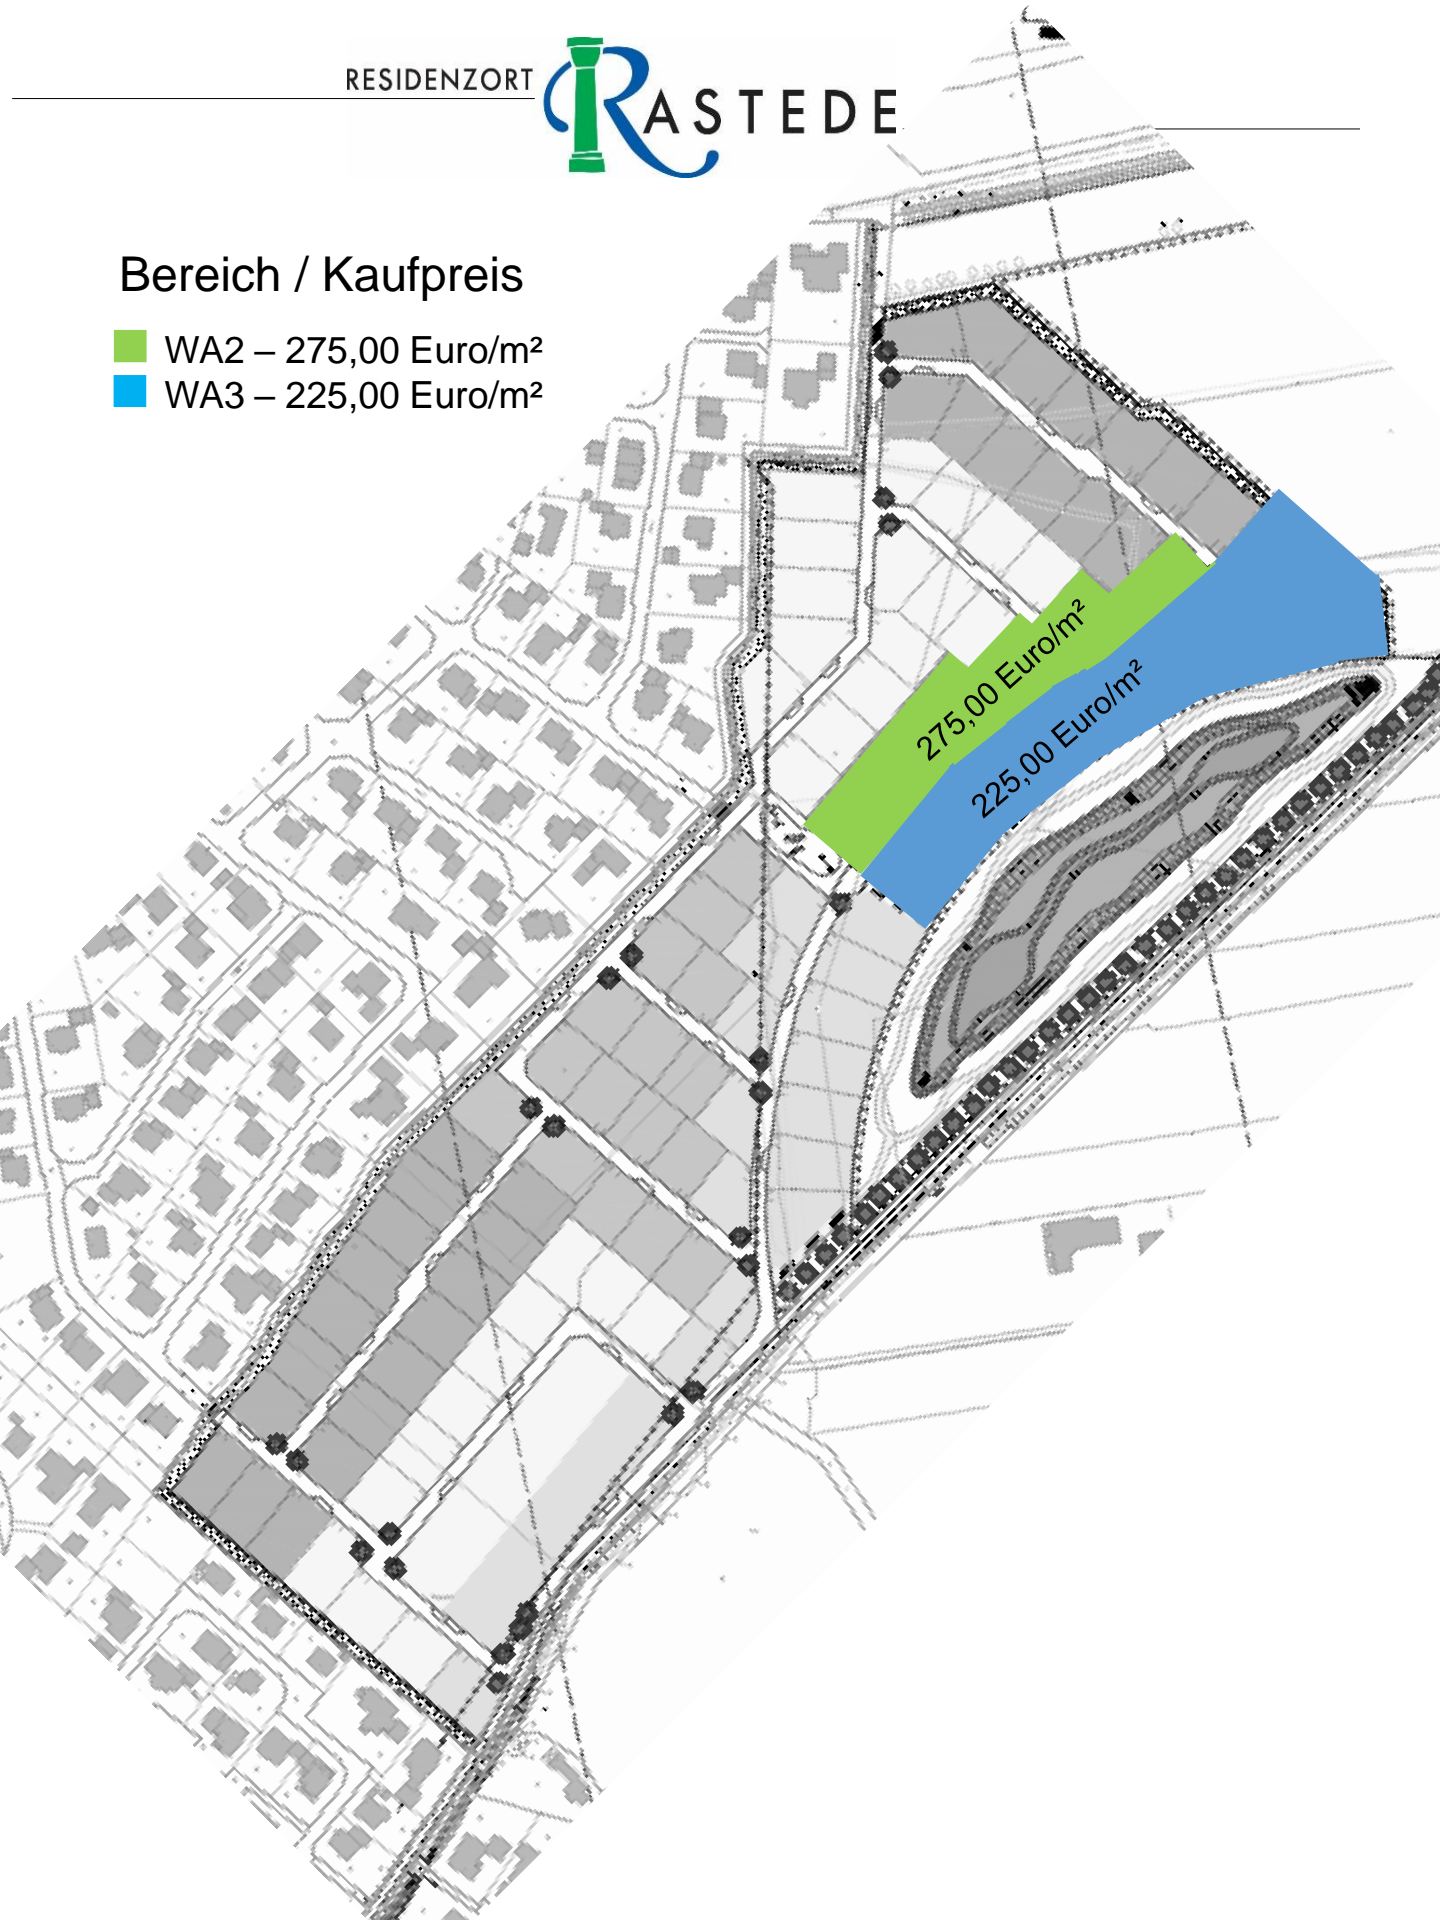 RESIDENZORT RASTEDE
Bereich / Kaufpreis
WA2 – 275,00 Euro/m²
WA3 – 225,00 Euro/m²
275,00 Euro/m²
225,00 Euro/m²